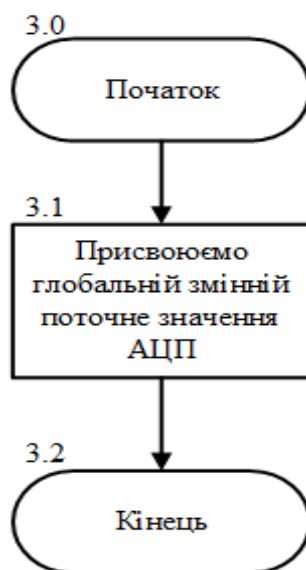 3.0
Початок
3.1
Присвоюємо
глобальній змінній
поточне значення
АЦП
3.2
Кінець